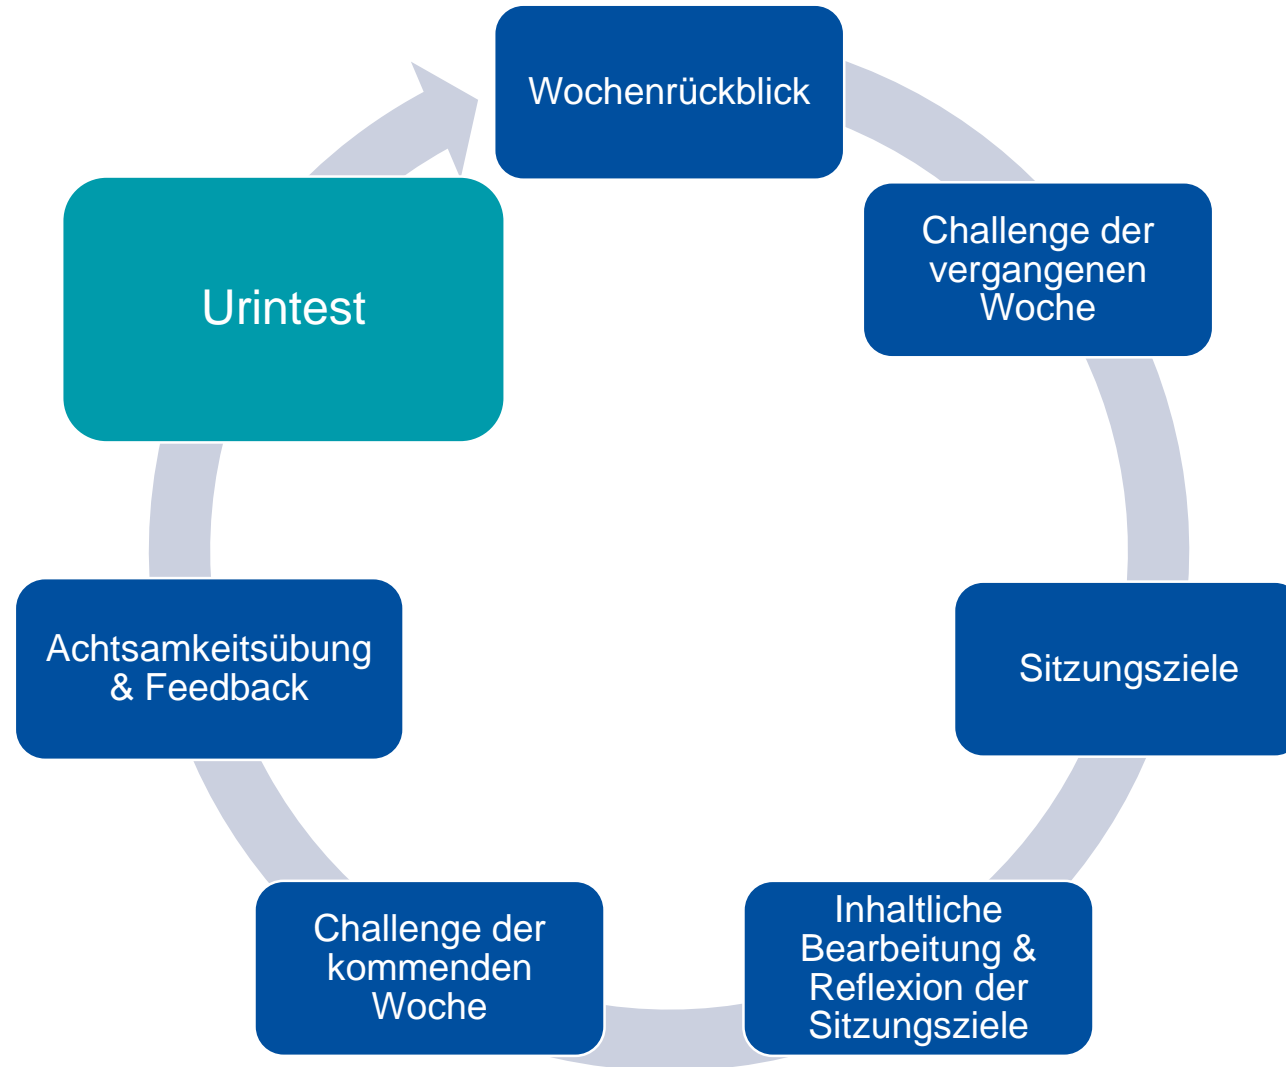 Wochenrückblick
Challenge der
vergangenen
Woche
Sitzungsziele
Inhaltliche
Bearbeitung &
Reflexion der
Sitzungsziele
Challenge der
kommenden
Woche
Achtsamkeitsübung
& Feedback
Urintest